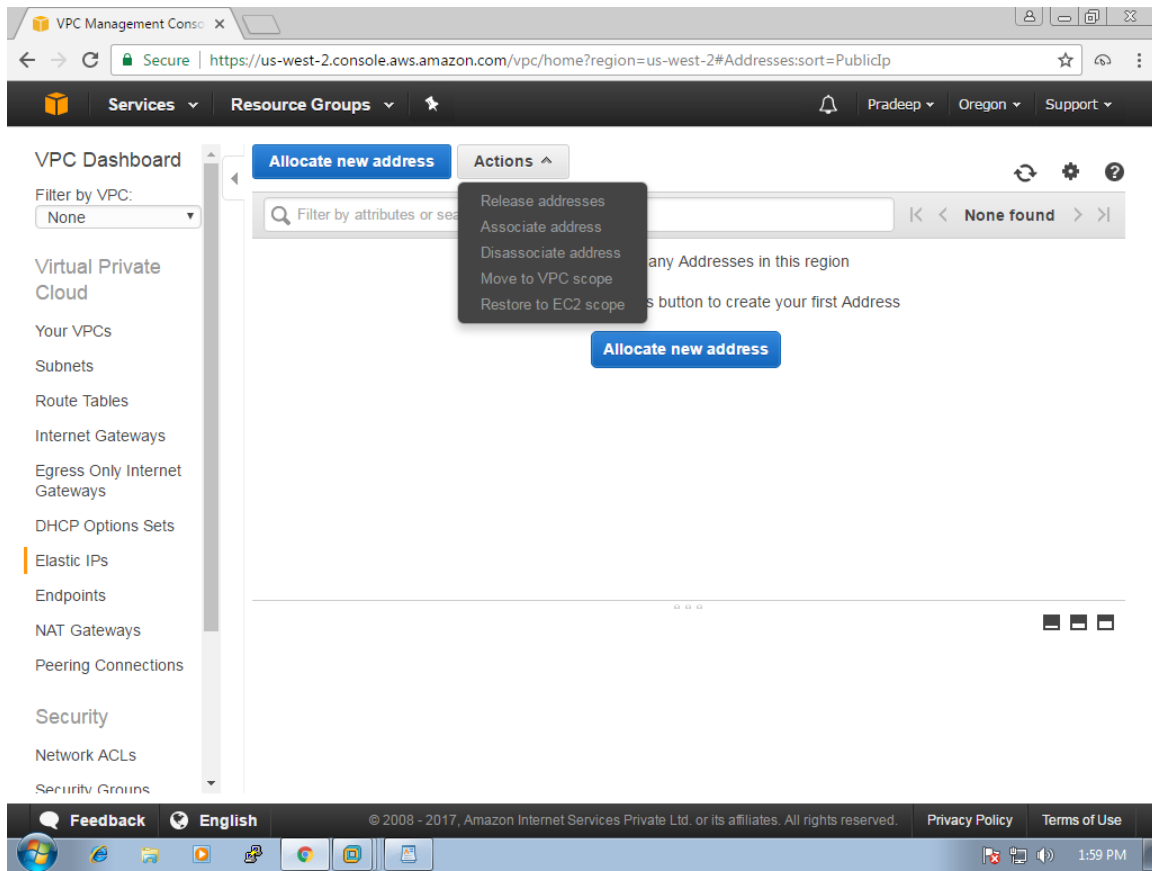 VPC Management Conso
Secure | https://us-west-2.console.aws.amazon.com/vpc/home?region=us-west-2#Addresses:sort=PublicIp
Services Resource Groups Pradeep Oregon Support
VPC Dashboard
Filter by VPC:
None
Virtual Private
Cloud
Your VPCs
Subnets
Route Tables
Internet Gateways
Egress Only Internet
Gateways
DHCP Options Sets
Elastic IPs
Endpoints
NAT Gateways
Peering Connections
Security
Network ACLs
Security Groups
Allocate new address Actions
Release addresses
Associate address
Disassociate address
Move to VPC scope
Restore to EC2 scope
Filter by attributes or sea
None found
any Addresses in this region
s button to create your first Address
Allocate new address
Feedback English © 2008 - 2017, Amazon Internet Services Private Ltd. or its affiliates. All rights reserved. Privacy Policy Terms of Use
1:59 PM